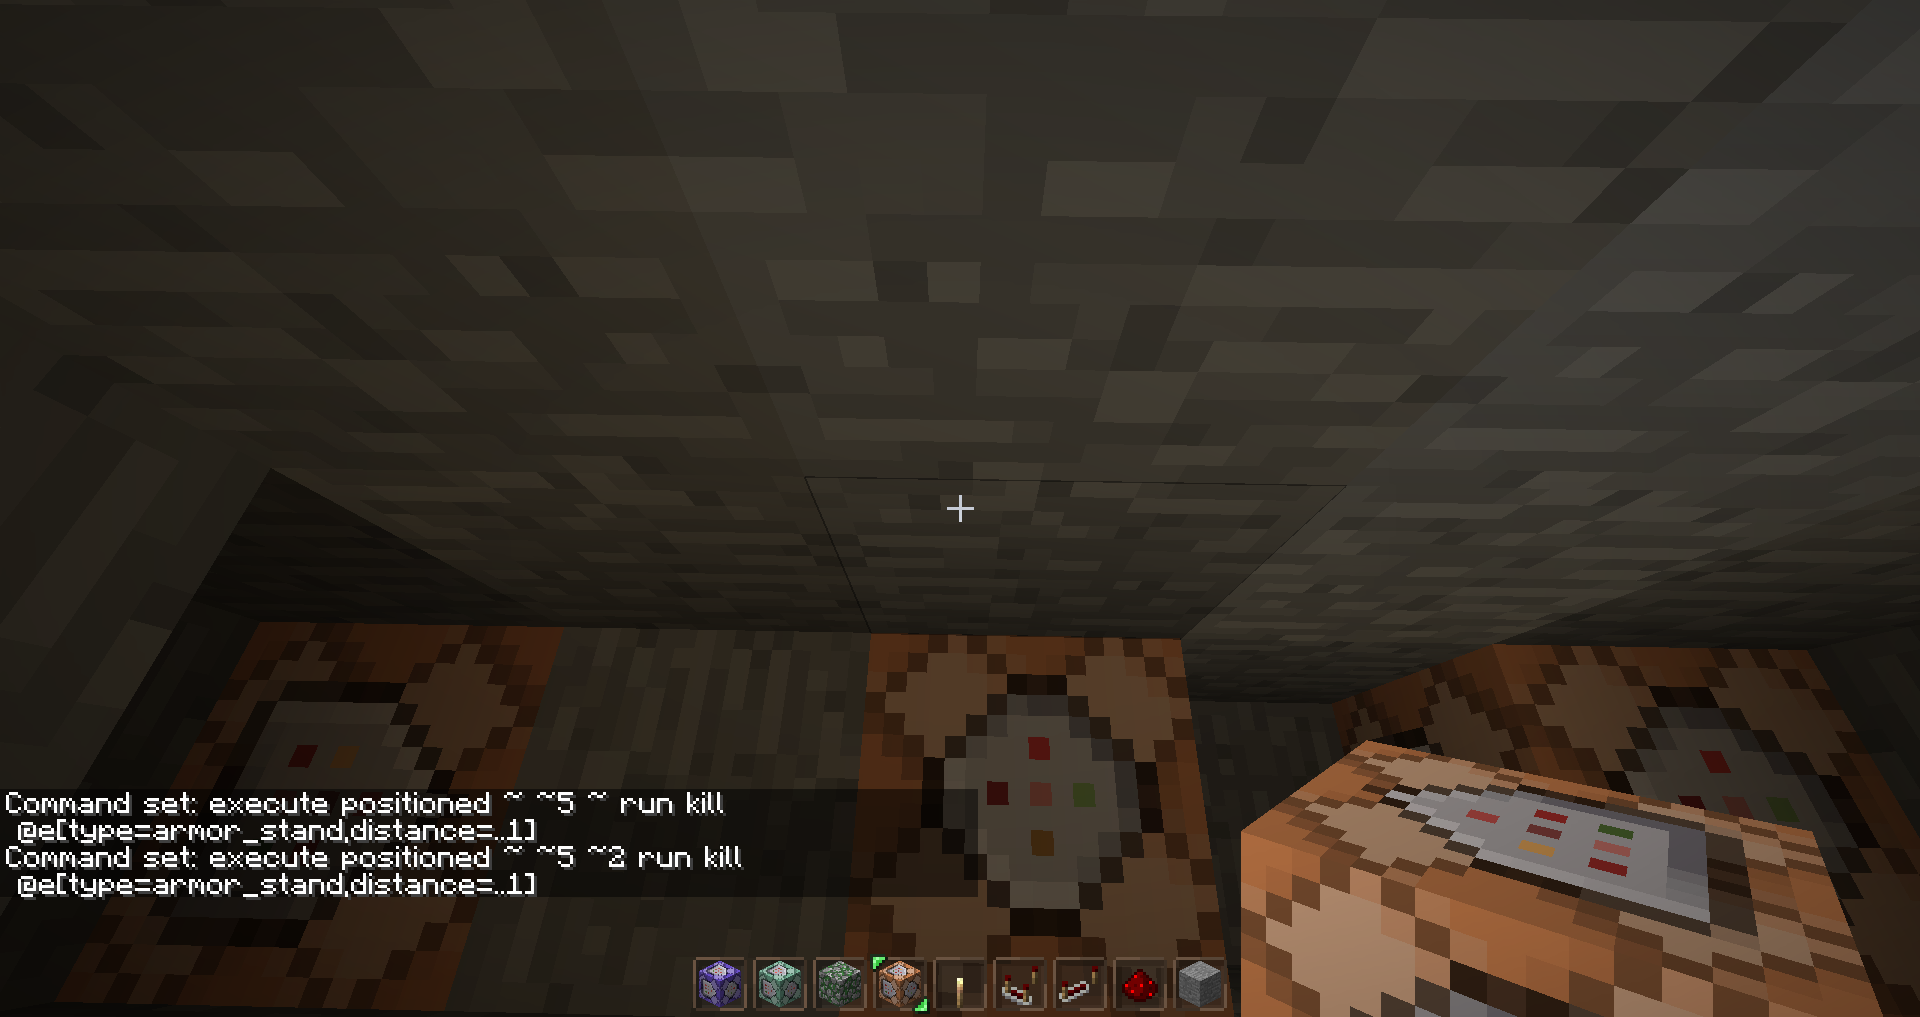 Command set: execute positioned ~ ~5 ~ run kill
@e[type=armor_stand,distance=..1]
Command set: execute positioned ~ ~5 ~2 run kill
@e[type=armor_stand,distance=..1]